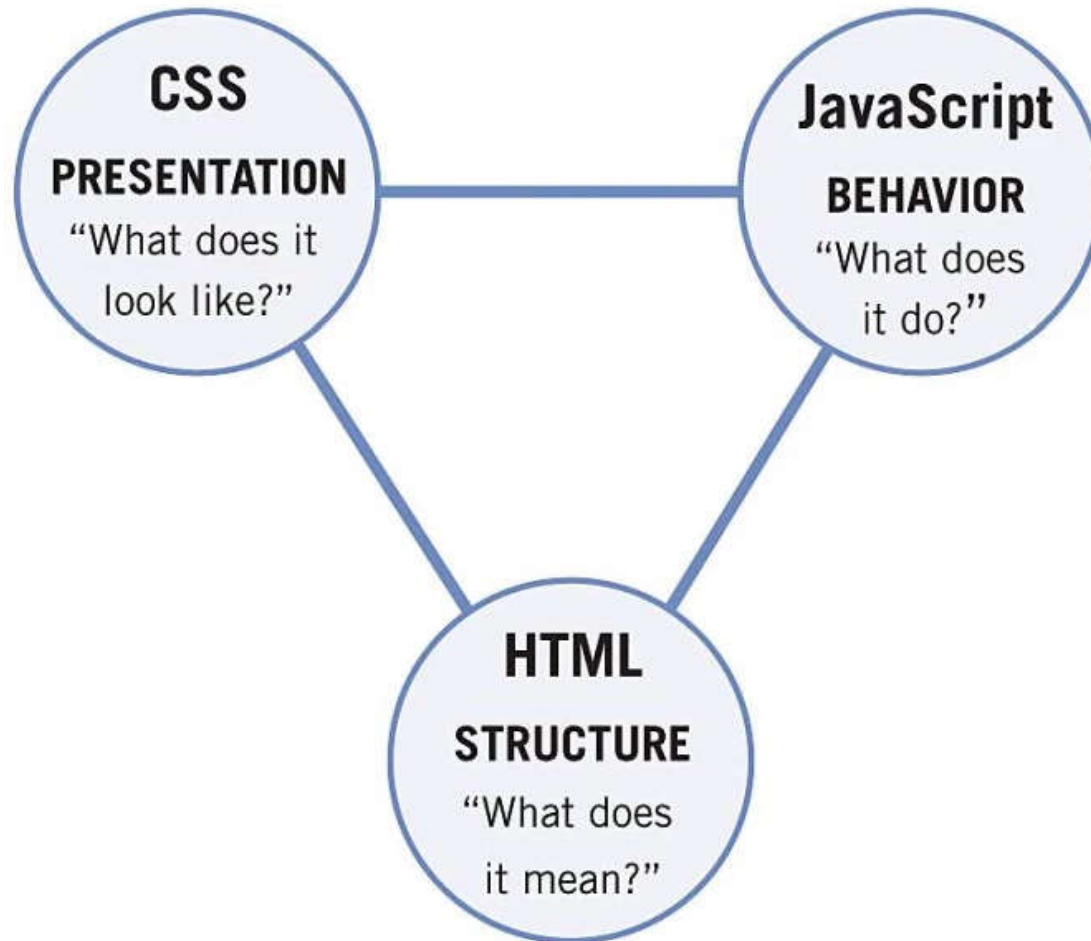 CSS
PRESENTATION
“What does it
look like?”
JavaScript
BEHAVIOR
“What does
it do?”
HTML
STRUCTURE
“What does
it mean?”